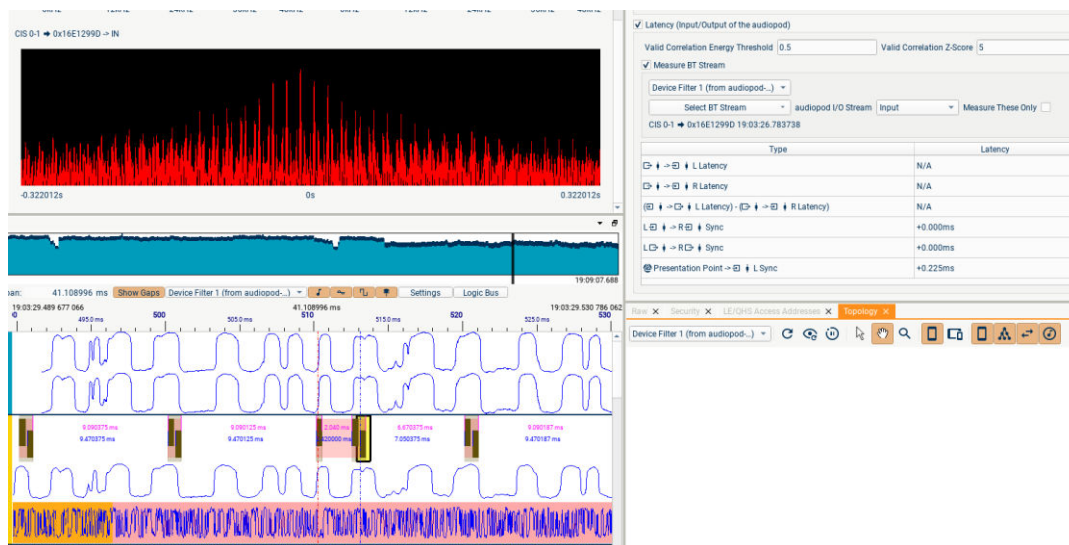 CIS 0-1 ➔ 0x16E1299D -> IN
-0.322012s 0s 0.322012s
19:09:07.688
an: 41.108996 ms Show Gaps Device Filter 1 (from audiopod-...) Settings Logic Bus
19:03:29.489 677 066 41.108996 ms 19:03:29.530 786 062
0 495.0 ms 500 505.0 ms 510 515.0 ms 520 525.0 ms 530
9.090375 ms 9.090125 ms 2.040 ms 6.670375 ms 9.090187 ms
9.470375 ms 9.470125 ms 7.050375 ms 9.470187 ms
Latency (Input/Output of the audiopod)
Valid Correlation Energy Threshold 0.5 Valid Correlation Z-Score 5
Measure BT Stream
Device Filter 1 (from audiopod-...)
Select BT Stream audiopod I/O Stream Input Measure These Only
CIS 0-1 ➔ 0x16E1299D 19:03:26.783738
Type Latency
L Latency N/A
R Latency N/A
L Latency) - ( R Latency) N/A
L -> R Sync +0.000ms
L -> R Sync +0.000ms
Presentation Point -> L Sync +0.225ms
Raw X Security X LE/QHS Access Addresses X Topology X
Device Filter 1 (from audiopod-...)